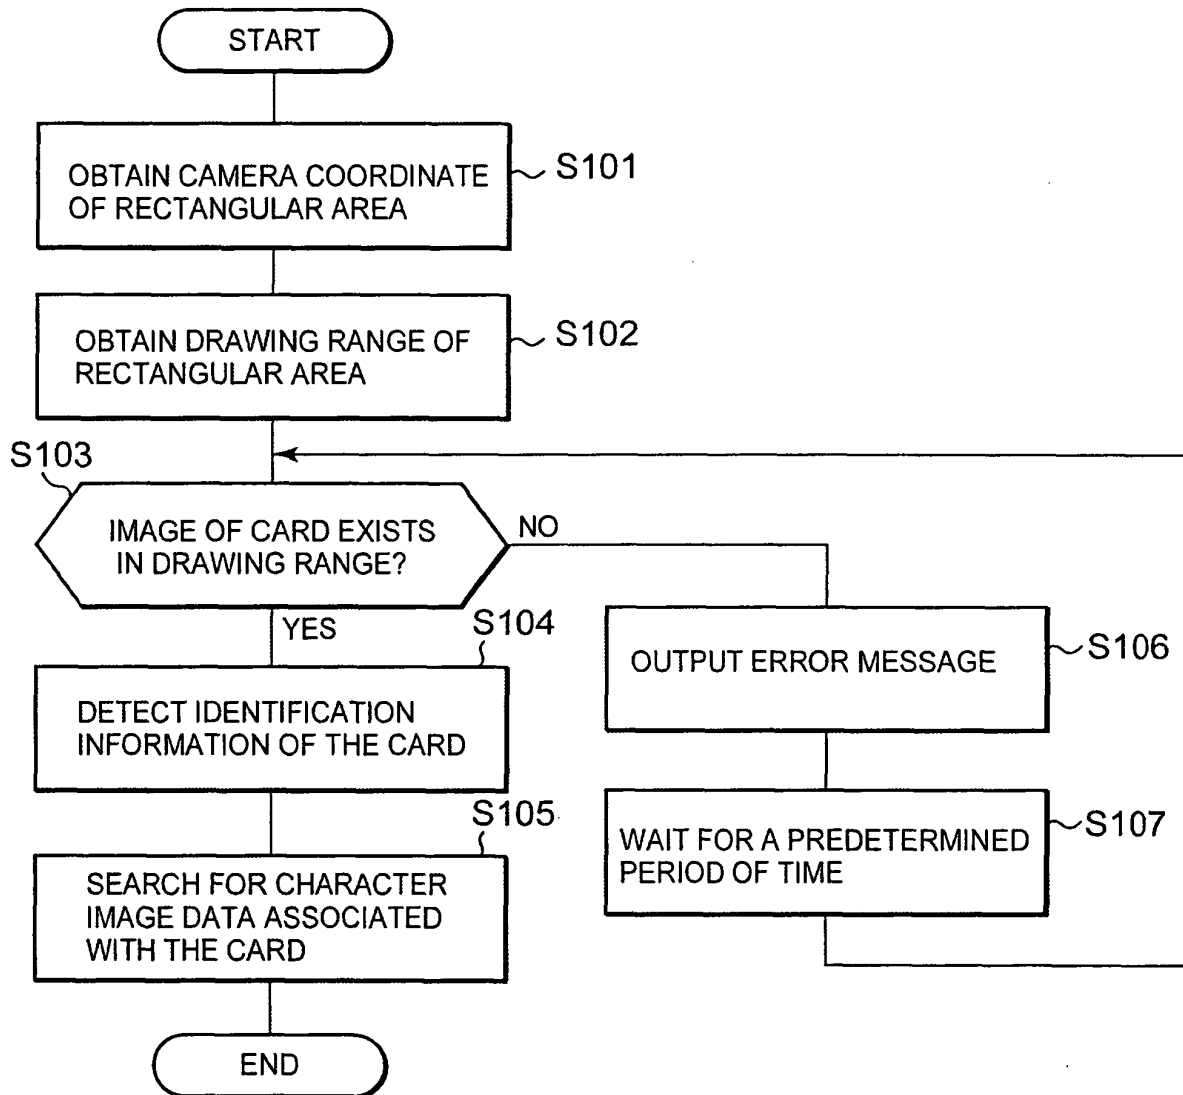 START
OBTAIN CAMERA COORDINATE
OF RECTANGULAR AREA
S101
OBTAIN DRAWING RANGE OF
RECTANGULAR AREA
S102
S103
IMAGE OF CARD EXISTS
IN DRAWING RANGE?
NO
YES
S104
DETECT IDENTIFICATION
INFORMATION OF THE CARD
S105
SEARCH FOR CHARACTER
IMAGE DATA ASSOCIATED
WITH THE CARD
END
OUTPUT ERROR MESSAGE
S106
WAIT FOR A PREDETERMINED
PERIOD OF TIME
S107